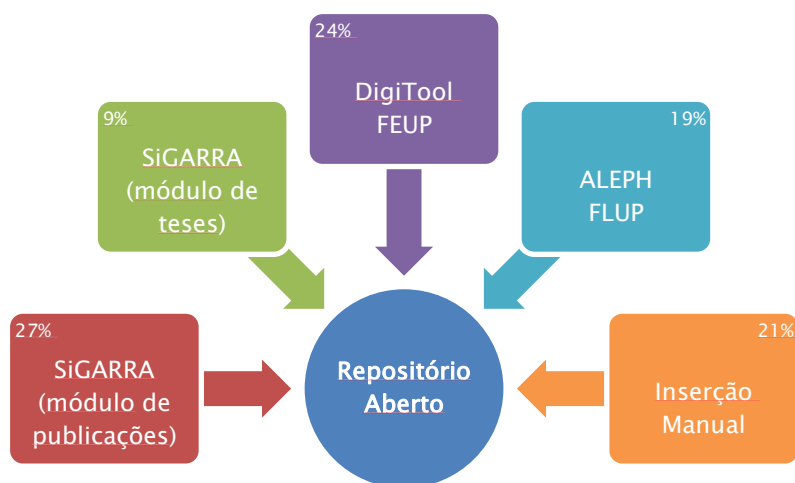 24%
DigiTool
FEUP
9%
SiGARRA
(módulo de
teses)
19%
ALEPH
FLUP
27%
SiGARRA
(módulo de
publicações)
Repositório
Aberto
21%
Inserção
Manual